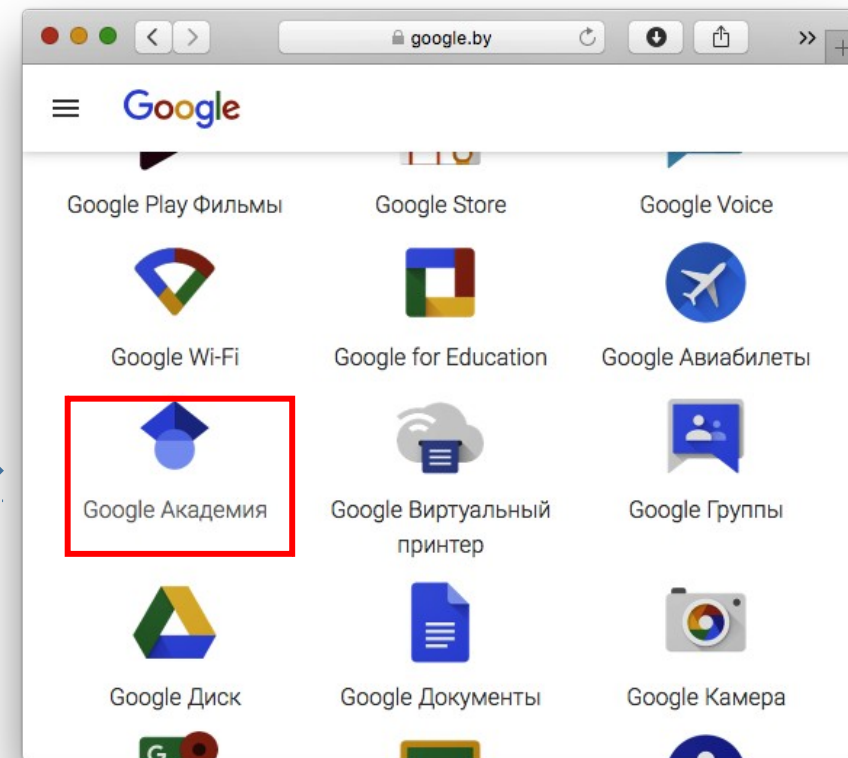 google.by
Google
Google Play Фильмы
Google Store
Google Voice
Google Wi-Fi
Google for Education
Google Авиабилеты
Google Академия
Google Виртуальный
принтер
Google Группы
Google Диск
Google Документы
Google Камера
G